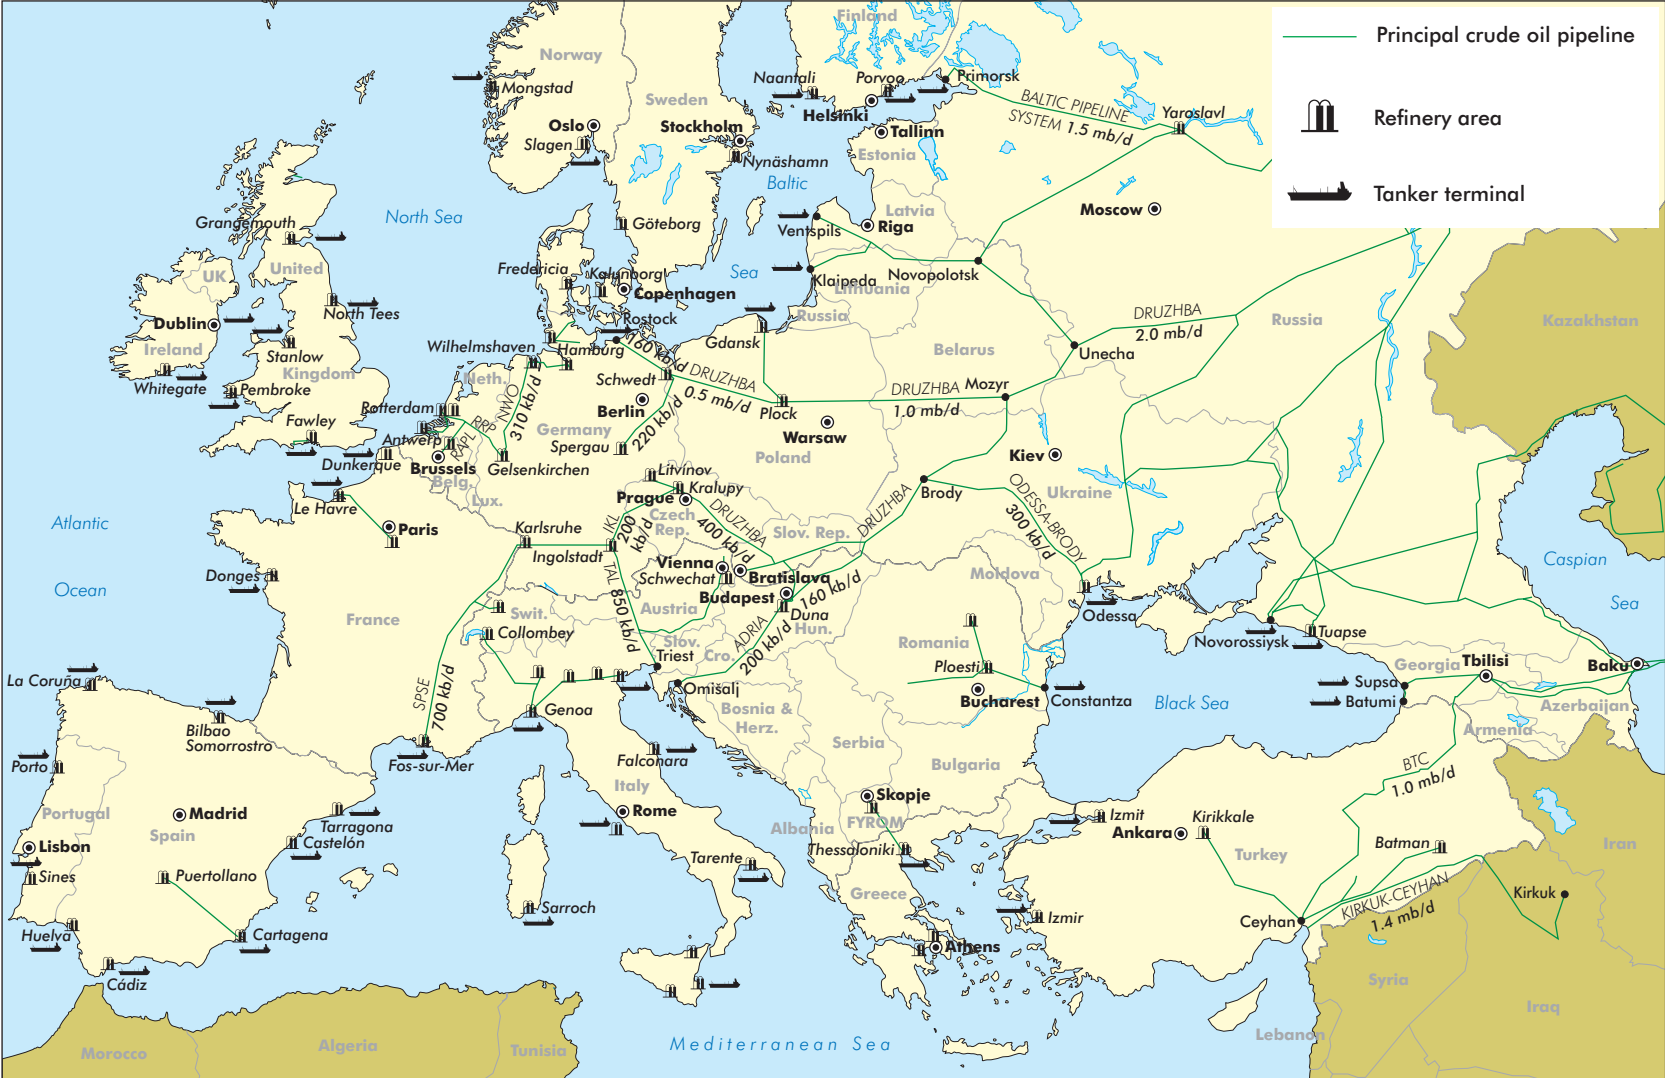 Principal crude oil pipeline
Refinery area
Tanker terminal
Finland
Norway
Mongstad
Sweden
Naantali
Porvoo
Primorsk
Helsinki
BALTIC PIPELINE
SYSTEM 1.5 mb/d
Yaroslavl
Oslo
Slagen
Stockholm
Nynäshamn
Tallinn
Estonia
Baltic
Sea
North Sea
Grangemouth
Göteborg
Ventspils
Latvia
Riga
Moscow
UK
United
Kingdom
Fredericia
Kalunborg
Copenhagen
Klaipeda
Lithuania
Novopolotsk
North Tees
Dublin
Ireland
Stanlow
Whitegate
Pembroke
Rostock
Russia
Gdansk
DRUZHBA
2.0 mb/d
Russia
Kazakhstan
Wilhelmshaven
Hamburg
160 kb/d
Belarus
Unecha
Neth.
Schwedt
DRUZHBA
0.5 mb/d
DRUZHBA
1.0 mb/d
Mozyr
Plock
Rotterdam
RRP
NWO
310 kb/d
Berlin
220 kb/d
Warsaw
Fawley
Antwerp
RAPL
Germany
Spergau
Poland
Kiev
Dunkerque
Brussels
Belg.
Gelsenkirchen
Le Havre
Lux.
Litvinov
Kralupy
Prague
Czech
Rep.
DRUZHBA
400 kb/d
Slov. Rep.
DRUZHBA
Brody
ODESSA-BRODY
300 kb/d
Ukraine
Atlantic
Ocean
Paris
Karlsruhe
Ingolstadt
IKL
200
kb/d
Caspian
Sea
Donges
Vienna
Schwechat
Bratislava
Budapest
Duna
160 kb/d
Hun.
Moldova
Odessa
France
Swit.
Collombey
TAL
850 kb/d
Austria
Slov.
Cro.
ADRIA
200 kb/d
Romania
Ploesti
Bucharest
Constantza
Novorossiysk
Tuapse
Triest
Omišalj
Georgia
Tbilisi
Supsa
Batumi
Baku
Azerbaijan
Armenia
La Coruña
Bilbao
Somorrostro
SPSE
700 kb/d
Fos-sur-Mer
Genoa
Bosnia &
Herz.
Black Sea
Serbia
Bulgaria
BTC
1.0 mb/d
Porto
Falconara
Italy
Portugal
Madrid
Spain
Tarragona
Castelón
Rome
Skopje
FYROM
Albania
Thessaloniki
Izmit
Ankara
Kirikkale
Turkey
Batman
Iran
Lisbon
Sines
Puertollano
Tarente
Greece
KIRKUK-CEYHAN
1.4 mb/d
Kirkuk
Ceyhan
Huelva
Cartagena
Sarroch
Izmir
Athens
Cádiz
Syria
Iraq
Lebanon
Mediterranean Sea
Morocco
Algeria
Tunisia